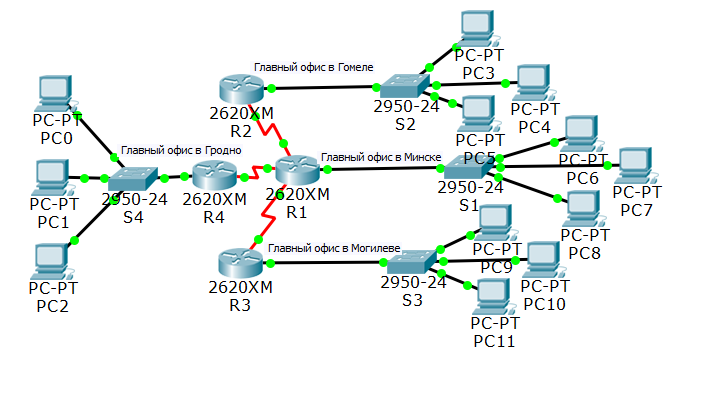 Главный офис в Гомеле
PC-PT
PC3
2620XM
R2
2950-24
S2
PC-PT
PC4
PC-PT
PC5
PC-PT
PC0
Главный офис в Гродно
PC-PT
PC1
2950-24
S4
2620XM
R4
2620XM
R1
Главный офис в Минске
2950-24
S1
PC-PT
PC6
PC-PT
PC7
PC-PT
PC8
PC-PT
PC2
2620XM
R3
Главный офис в Могилеве
2950-24
S3
PC-PT
PC9
PC-PT
PC10
PC-PT
PC11